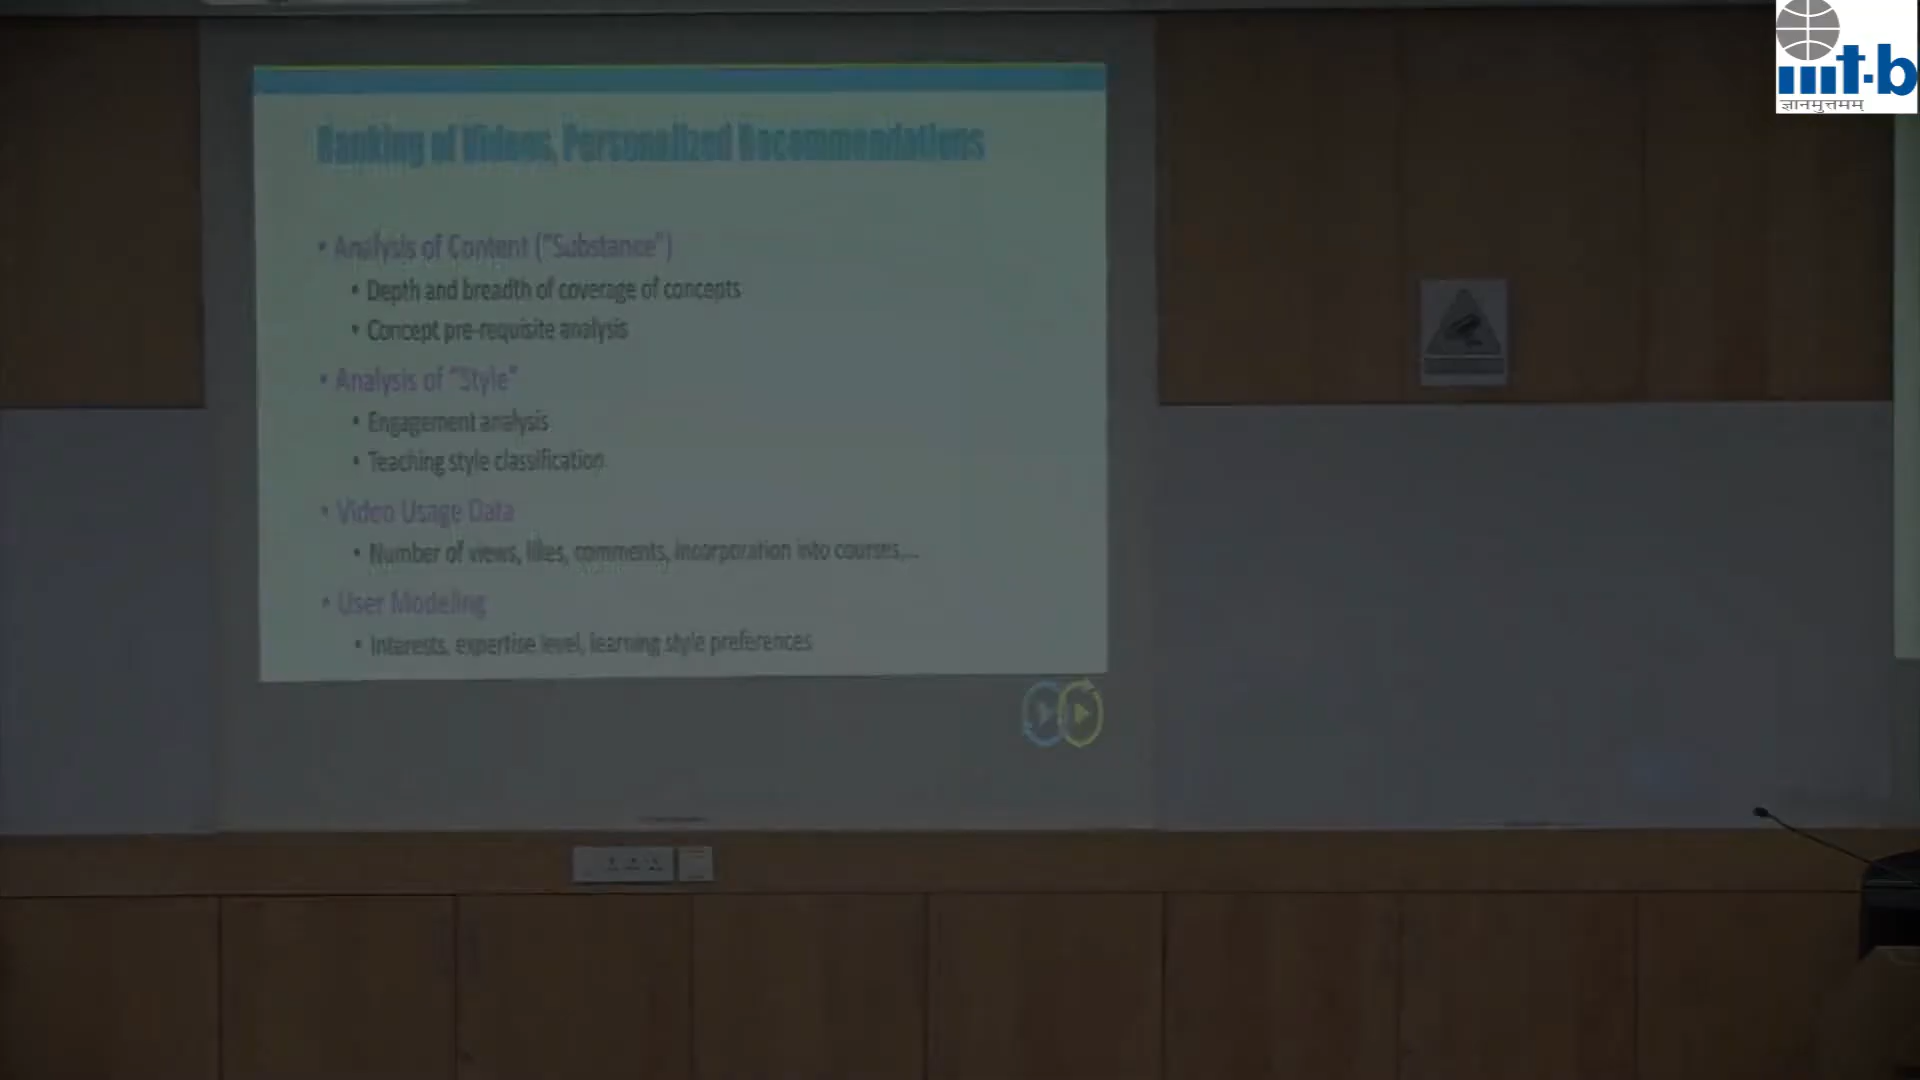 iiit-b
ज्ञानमुत्तमम्
Ranking of Videos, Personalized Recommendations
• Analysis of Content ("Substance")
• Depth and breadth of coverage of concepts
• Concept pre-requisite analysis
• Analysis of "Style"
• Engagement analysis
• Teaching style classification
• Video Usage Data
• Number of views, likes, comments, incorporation into courses,...
• User Modeling
• Interests, expertise level, learning style preferences